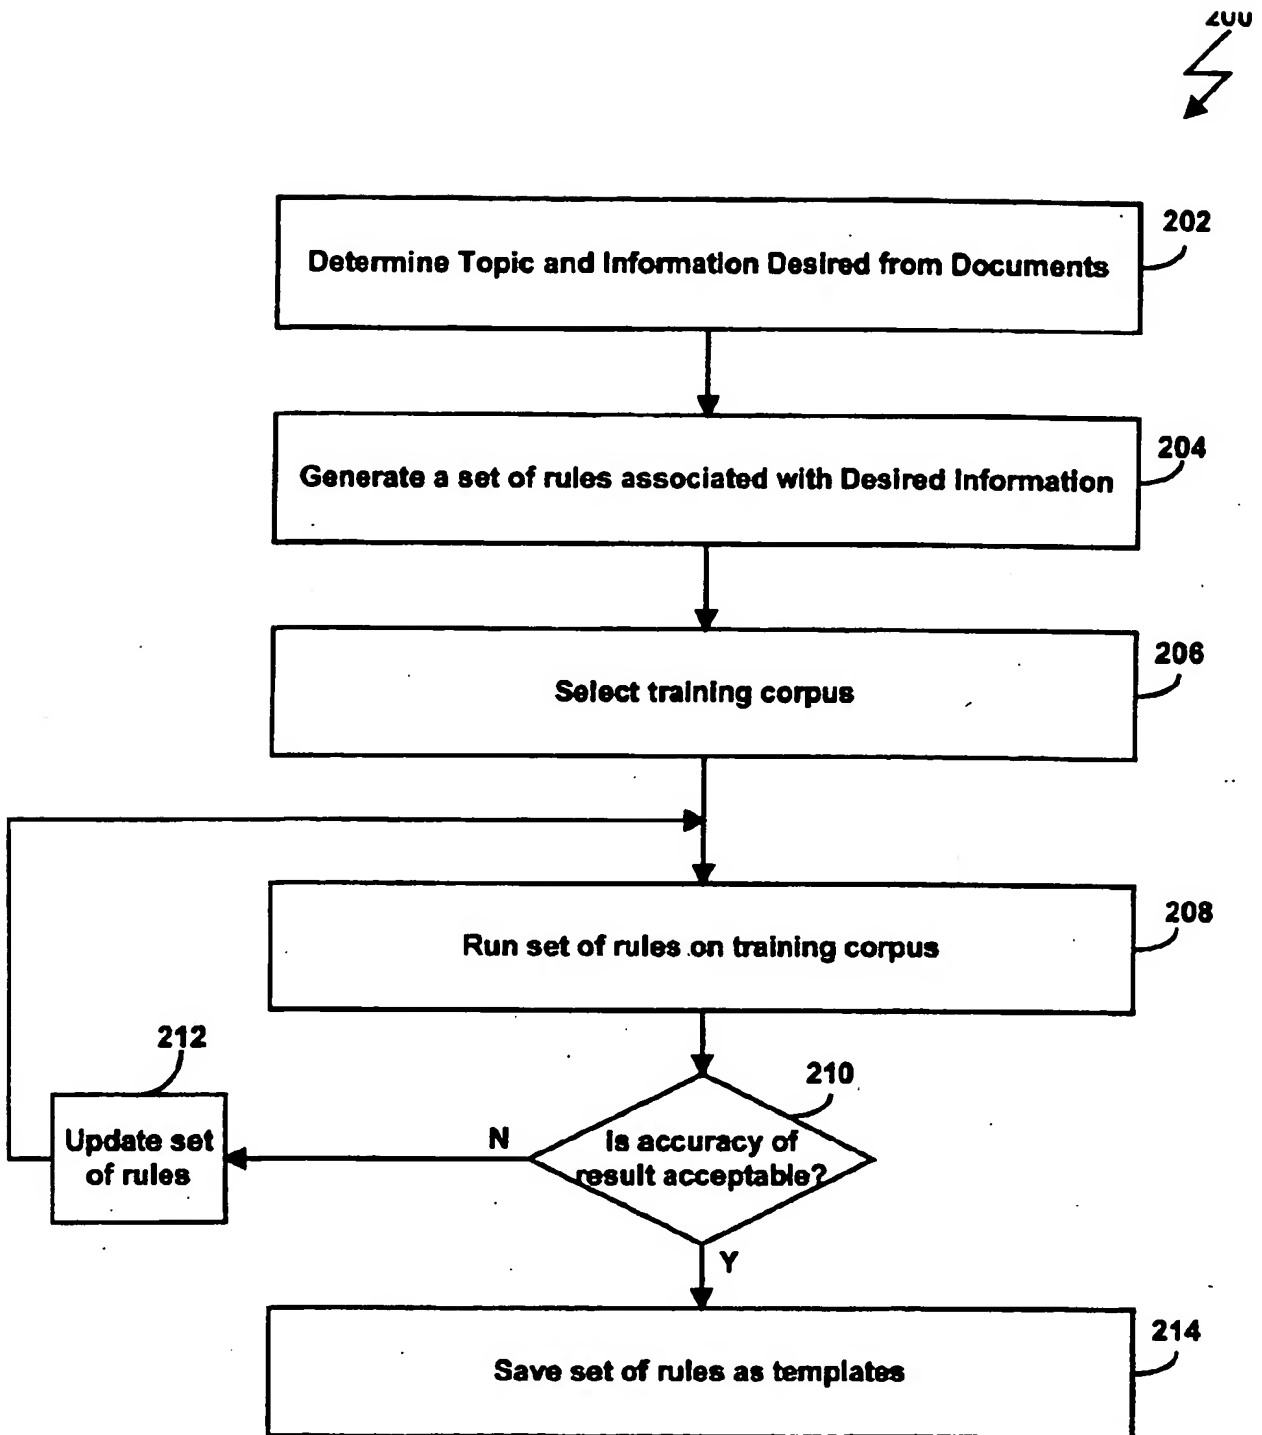 200
202
Determine Topic and Information Desired from Documents
204
Generate a set of rules associated with Desired Information
206
Select training corpus
208
Run set of rules on training corpus
212
210
Update set
of rules
N
Is accuracy of
result acceptable?
Y
214
Save set of rules as templates